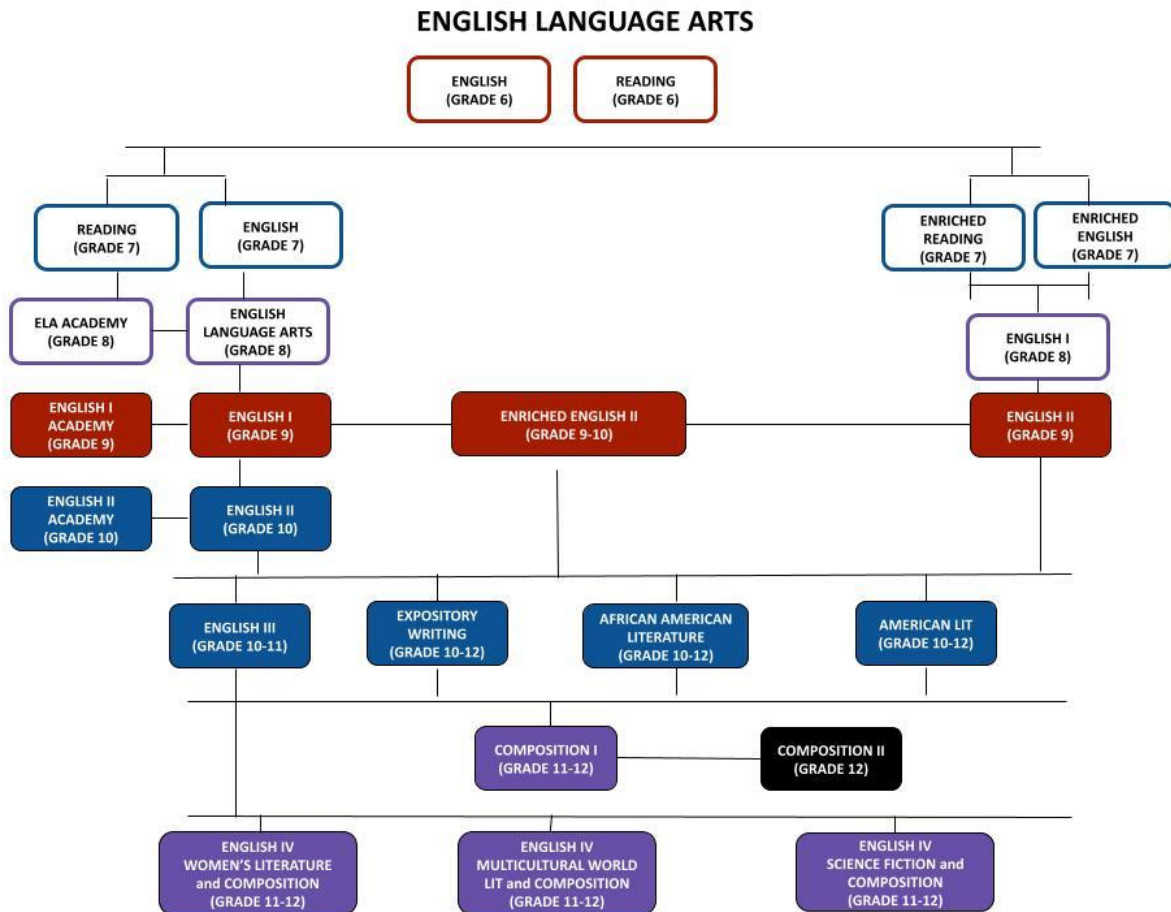 ENGLISH LANGUAGE ARTS
ENGLISH
(GRADE 6)
READING
(GRADE 6)
READING
(GRADE 7)
ENGLISH
(GRADE 7)
ENRICHED
READING
(GRADE 7)
ENRICHED
ENGLISH
(GRADE 7)
ELA ACADEMY
(GRADE 8)
ENGLISH
LANGUAGE ARTS
(GRADE 8)
ENGLISH I
(GRADE 8)
ENGLISH I
ACADEMY
(GRADE 9)
ENGLISH I
(GRADE 9)
ENRICHED ENGLISH II
(GRADE 9-10)
ENGLISH II
(GRADE 9)
ENGLISH II
ACADEMY
(GRADE 10)
ENGLISH II
(GRADE 10)
ENGLISH III
(GRADE 10-11)
EXPOSITORY
WRITING
(GRADE 10-12)
AFRICAN AMERICAN
LITERATURE
(GRADE 10-12)
AMERICAN LIT
(GRADE 10-12)
COMPOSITION I
(GRADE 11-12)
COMPOSITION II
(GRADE 12)
ENGLISH IV
WOMEN'S LITERATURE
and COMPOSITION
(GRADE 11-12)
ENGLISH IV
MULTICULTURAL WORLD
LIT and COMPOSITION
(GRADE 11-12)
ENGLISH IV
SCIENCE FICTION and
COMPOSITION
(GRADE 11-12)